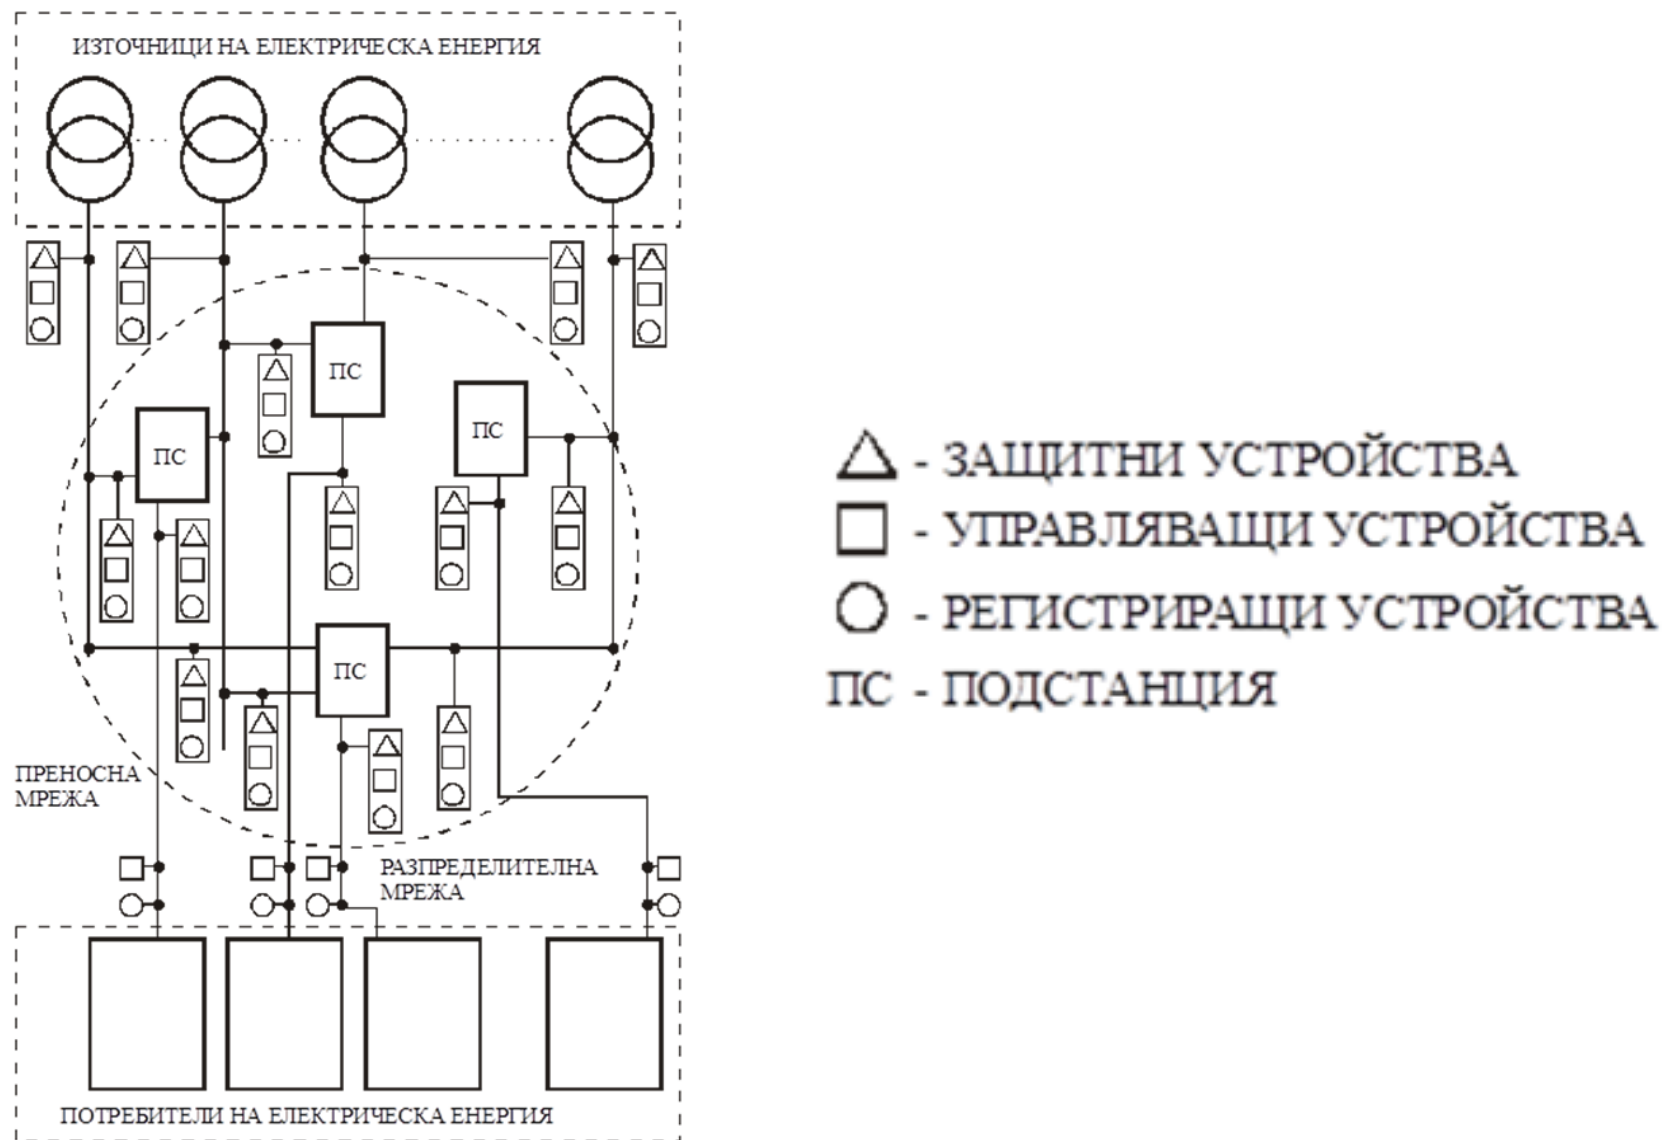 ИЗТОЧНИЦИ НА ЕЛЕКТРИЧЕСКА ЕНЕРГИЯ
ПС
ПС
ПС
ПС
ПРЕНОСНА
МРЕЖА
РАЗПРЕДЕЛИТЕЛНА
МРЕЖА
ПОТРЕБИТЕЛИ НА ЕЛЕКТРИЧЕСКА ЕНЕРГИЯ
- ЗАЩИТНИ УСТРОЙСТВА
- УПРАВЛЯВАЩИ УСТРОЙСТВА
- РЕГИСТРИРАЩИ УСТРОЙСТВА
ПС - ПОДСТАНЦИЯ